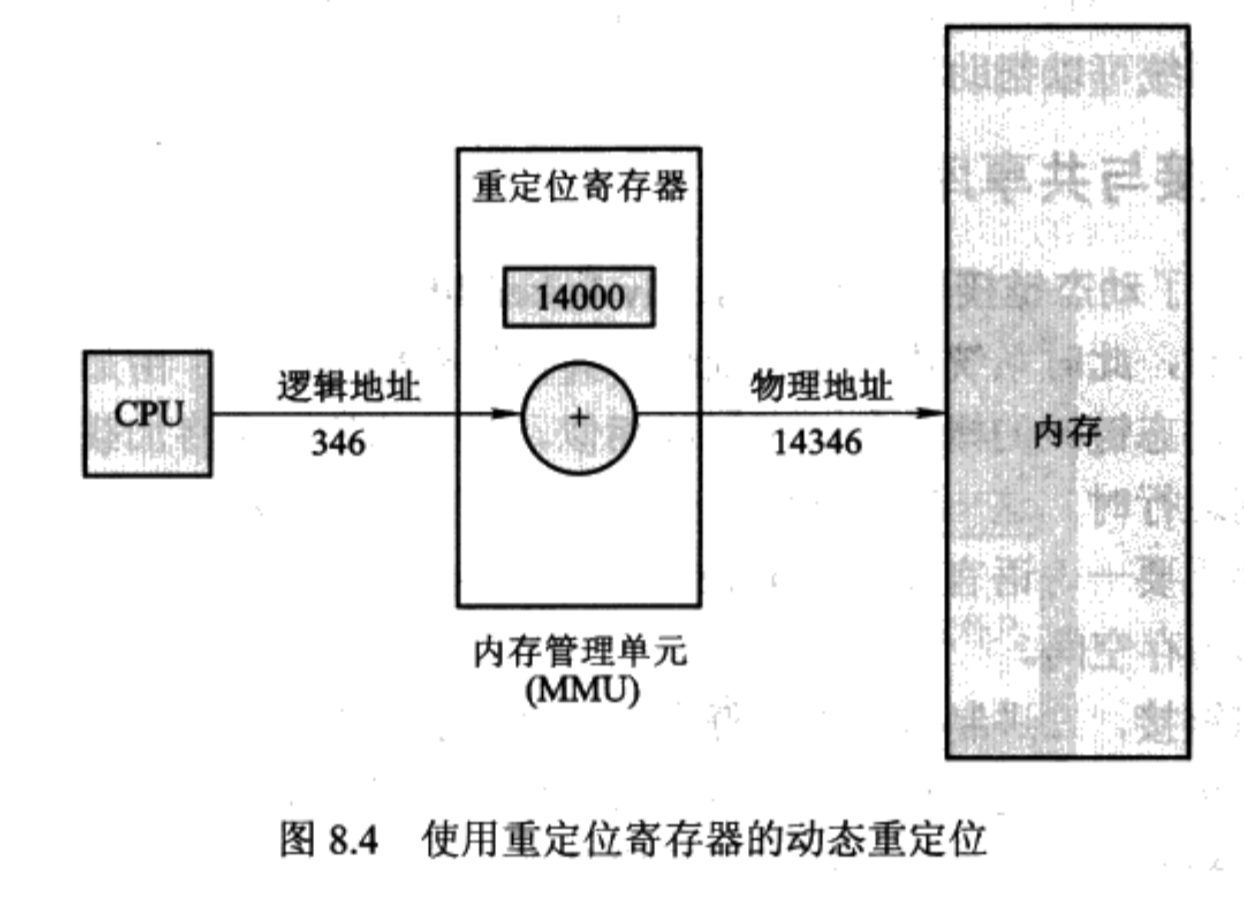 重定位寄存器
14000
CPU
逻辑地址
346
+
物理地址
14346
内存
内存管理单元
(MMU)
图 8.4 使用重定位寄存器的动态重定位